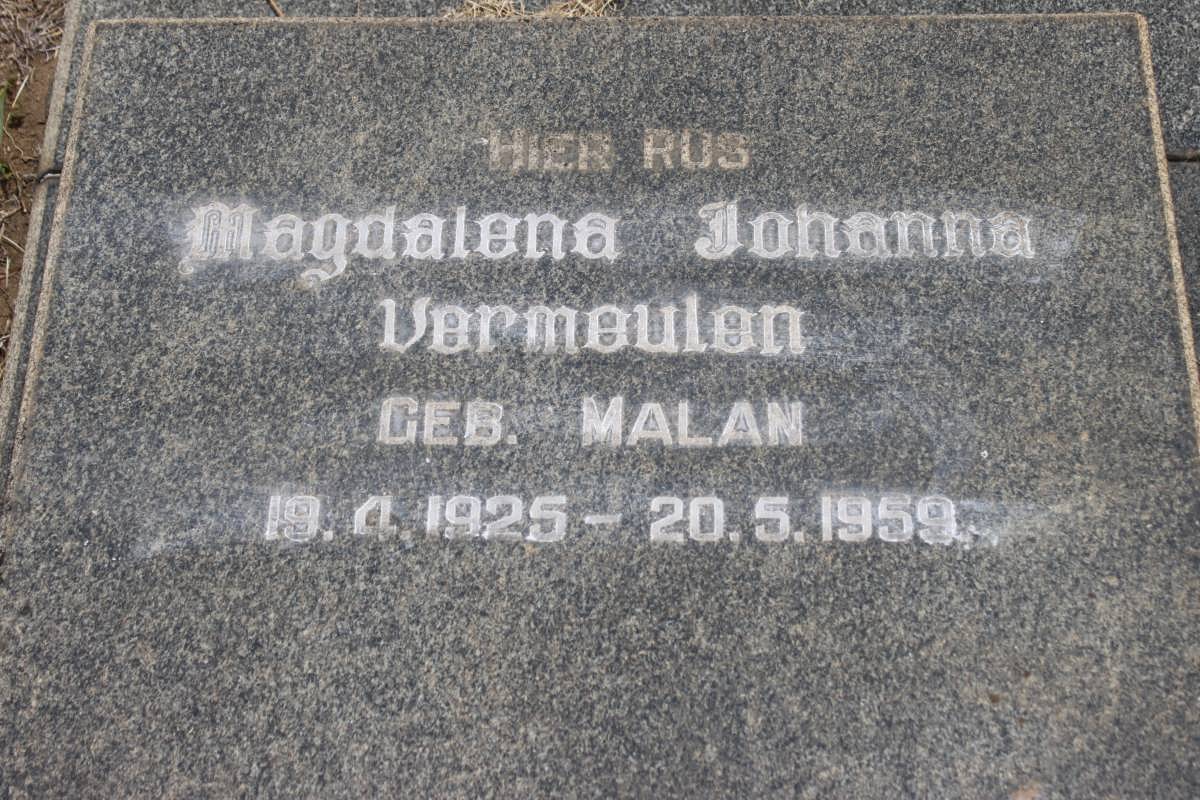 HIER RUS
Magdalena Johanna
Vermeulen
GEB. MALAN
19.4.1925 – 20.5.1959.